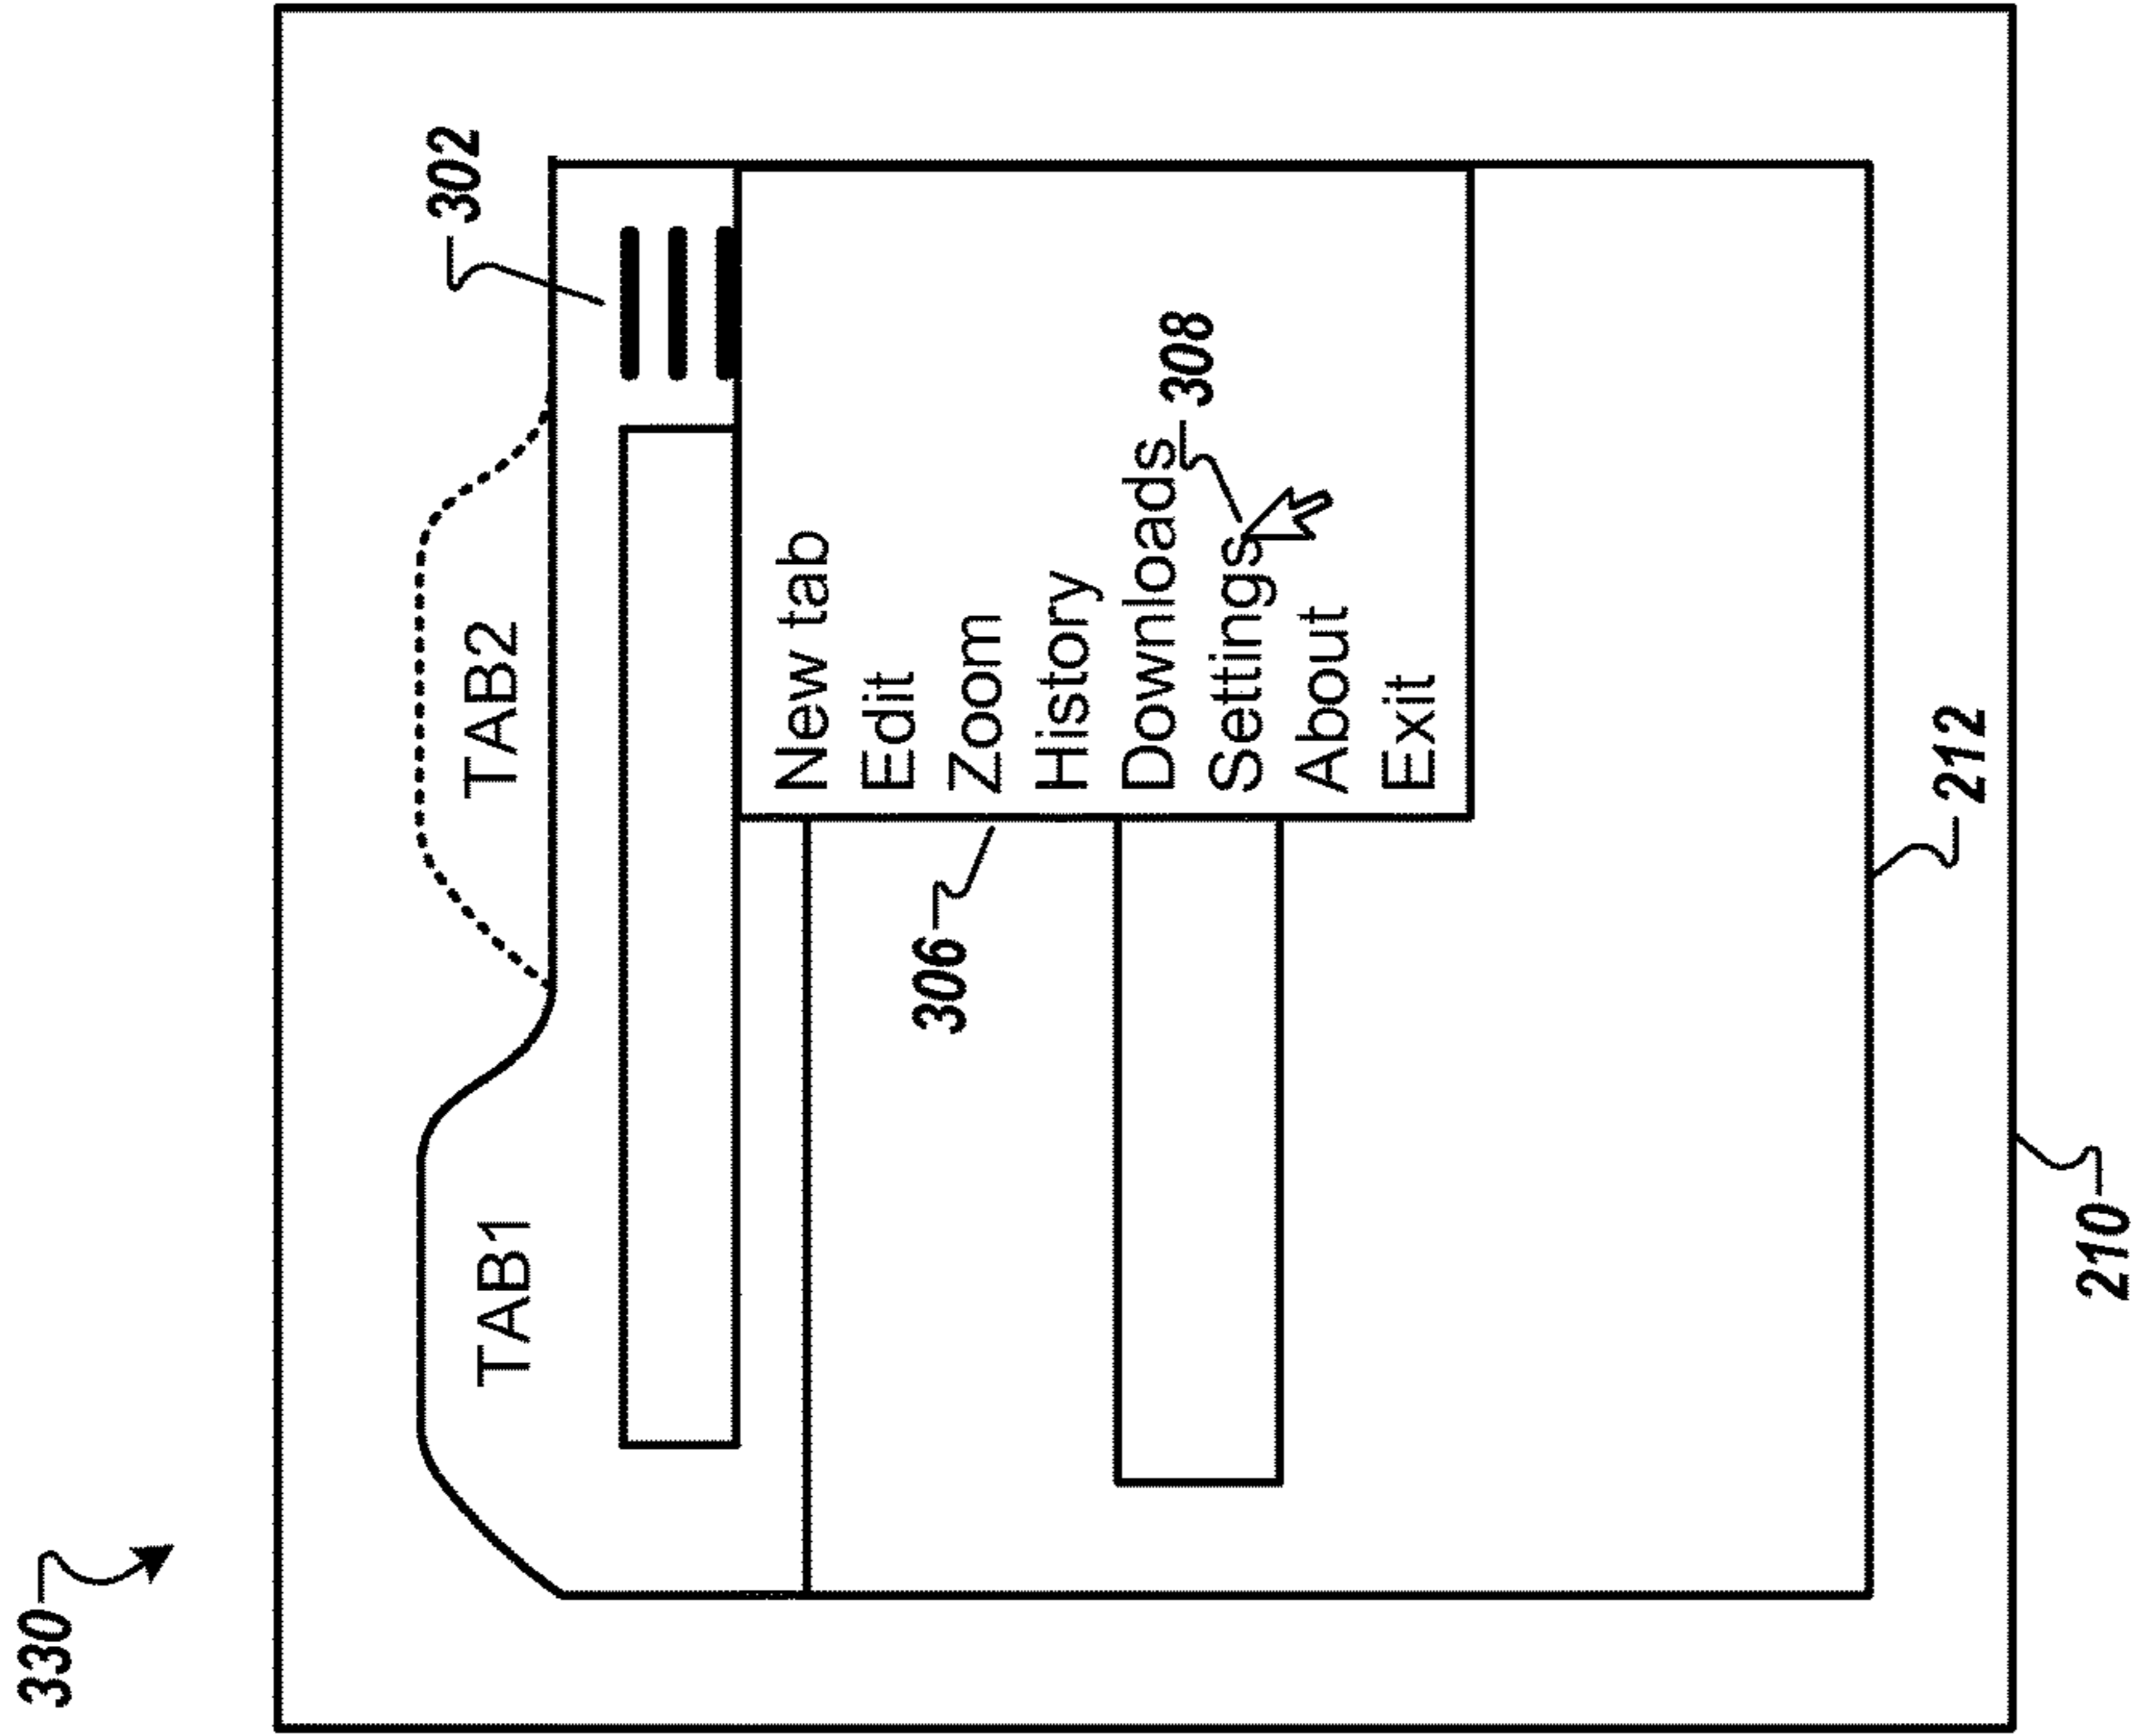 330
TAB1
TAB2
302
New tab
Edit
Zoom
History
Downloads
Settings
About
Exit
308
306
212
210